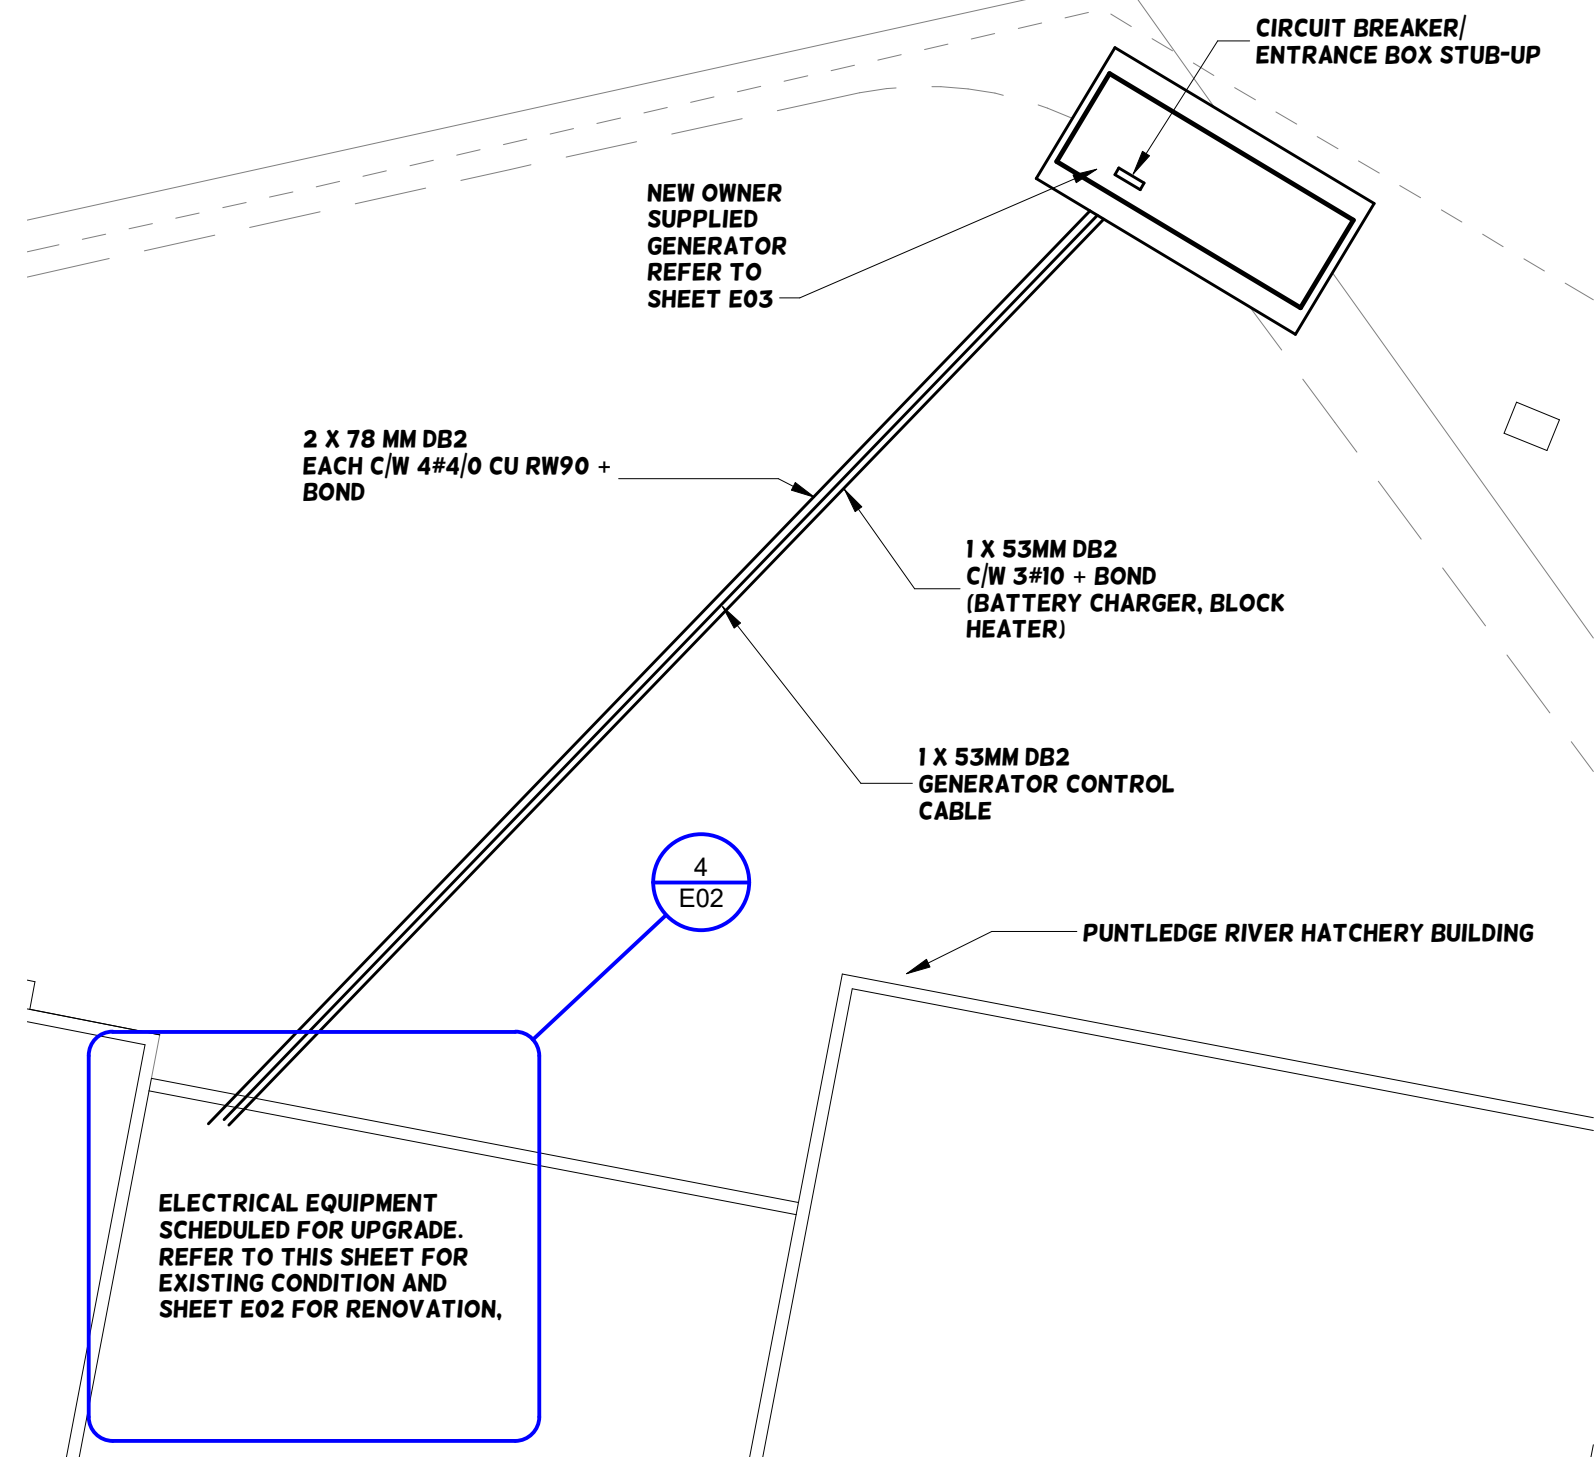 CIRCUIT BREAKER/
ENTRANCE BOX STUB-UP
NEW OWNER
SUPPLIED
GENERATOR
REFER TO
SHEET E03
2 X 78 MM DB2
EACH C/W 4#4/0 CU RW90 +
BOND
1 X 53MM DB2
C/W 3#10 + BOND
(BATTERY CHARGER, BLOCK
HEATER)
1 X 53MM DB2
GENERATOR CONTROL
CABLE
4
E02
PUNTLEDGE RIVER HATCHERY BUILDING
ELECTRICAL EQUIPMENT
SCHEDULED FOR UPGRADE.
REFER TO THIS SHEET FOR
EXISTING CONDITION AND
SHEET E02 FOR RENOVATION,